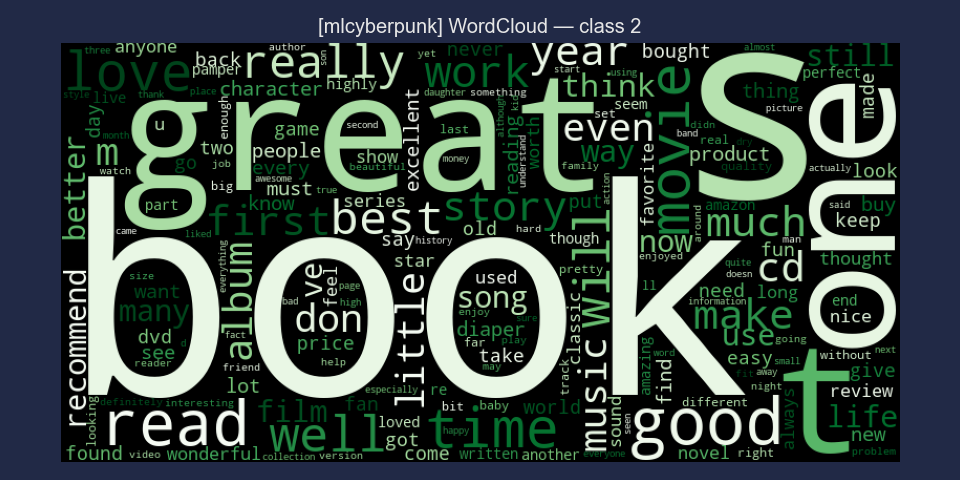 [mlcyberpunk] WordCloud — class 2
three
anyone
back
pamper
author
son
really
yet
never
year
bought
almost
still
love
character
highly
work
daughter
something
start
using
think
thing
perfect
style
live
thank
place
day
great
enough
game
second
last
excellent
although
kid
reading
worth
understand
set
seem
even
movie
band
didn
real
dry
picture
S
e
made
better
m
u
two
people
show
beautiful
money
family
way
product
quality
month
watch
go
job
every
big
awesome
must
true
favorite
actually
look
part
know
series
best
story
put
action
much
amazon
said
buy
keep
came
liked
first
say
history
old
hard
though
now
around
man
fun
thought
book
one
everything
album
ve
feel
star
pretty
enjoyed
cd
quite
doesn
size
want
many
bad
don
page
high
used
song
enjoy
sure
classic
will
ll
need
long
information
end
nice
dvd
see
d
reader
price
diaper
far
play
make
use
going
recommend
fact
friend
help
little
take
may
track
music
amazing
word
find
easy
small
fit
away
without
next
t
give
looking
lot
especially
re
night
review
definitely
interesting
read
film
fan
loved
bit
baby
world
sound
seen
different
good
always
life
well
got
happy
time
new
found
video
wonderful
collection
version
come
written
another
everyone
novel
right
problem